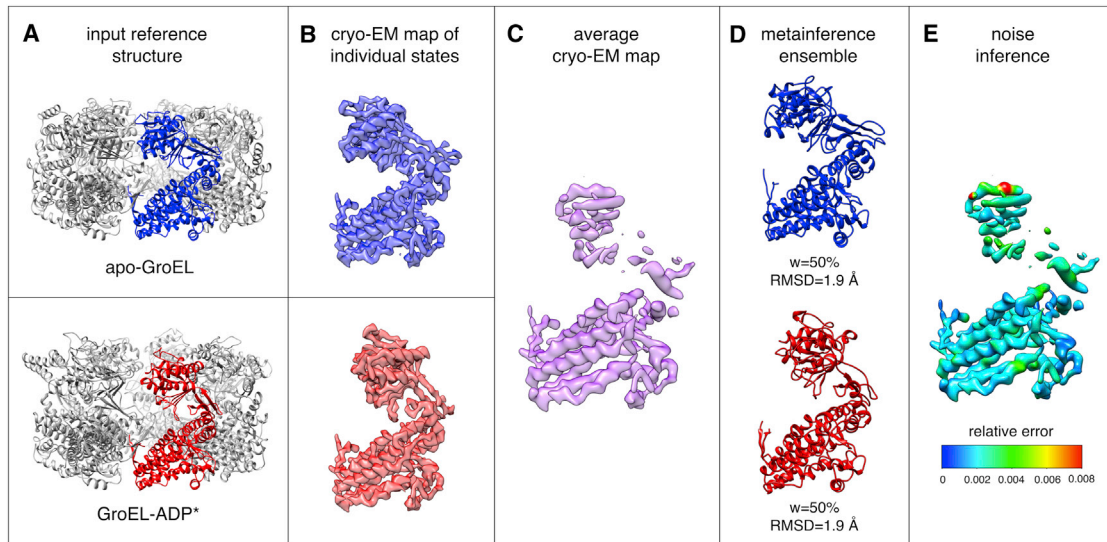 A
input reference
structure
apo-GroEL
GroEL-ADP*
B
cryo-EM map of
individual states
C
average
cryo-EM map
D
metainference
ensemble
w=50%
RMSD=1.9 Å
w=50%
RMSD=1.9 Å
E
noise
inference
relative error
0 0.002 0.004 0.006 0.008